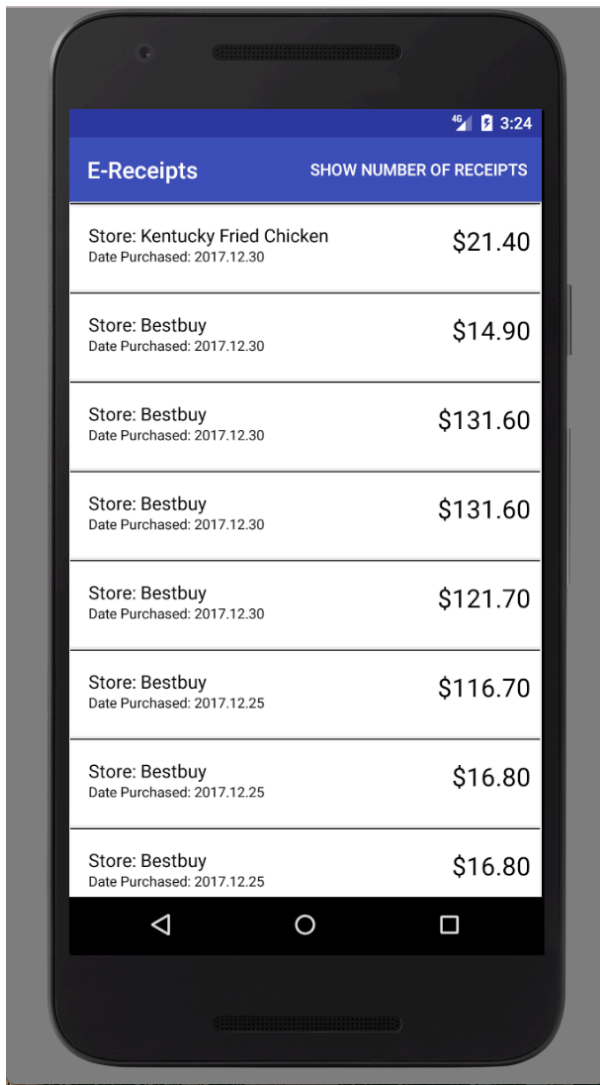 4G 3:24
E-Receipts SHOW NUMBER OF RECEIPTS
Store: Kentucky Fried Chicken $21.40
Date Purchased: 2017.12.30
Store: Bestbuy $14.90
Date Purchased: 2017.12.30
Store: Bestbuy $131.60
Date Purchased: 2017.12.30
Store: Bestbuy $131.60
Date Purchased: 2017.12.30
Store: Bestbuy $121.70
Date Purchased: 2017.12.30
Store: Bestbuy $116.70
Date Purchased: 2017.12.25
Store: Bestbuy $16.80
Date Purchased: 2017.12.25
Store: Bestbuy $16.80
Date Purchased: 2017.12.25